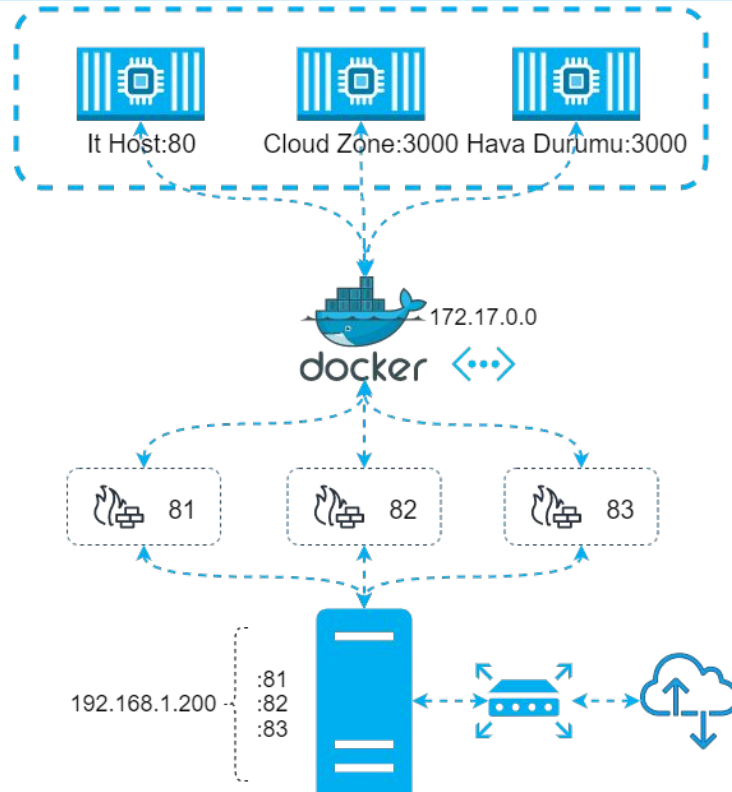 It Host:80
Cloud Zone:3000
Hava Durumu:3000
172.17.0.0
docker
81
82
83
192.168.1.200
:81
:82
:83